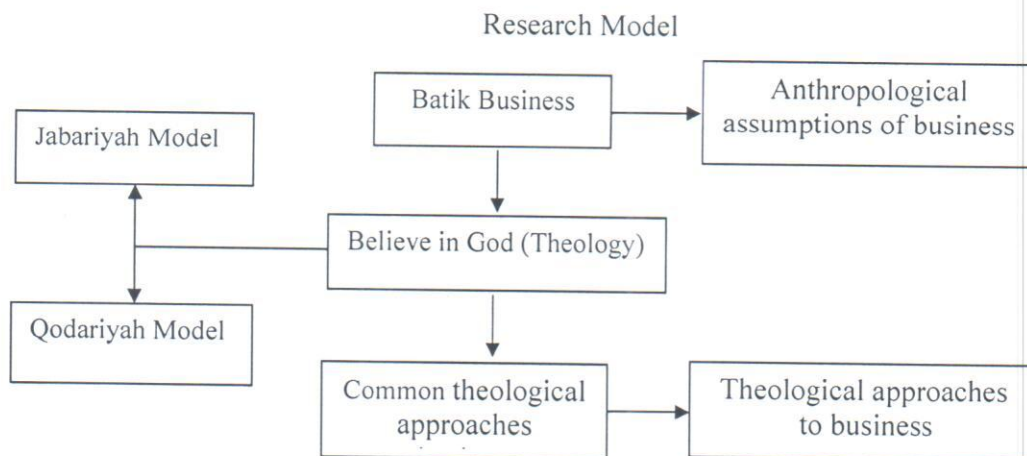 Research Model
Batik Business
Anthropological
assumptions of business
Jabariyah Model
Believe in God (Theology)
Qodariyah Model
Common theological
approaches
Theological approaches
to business